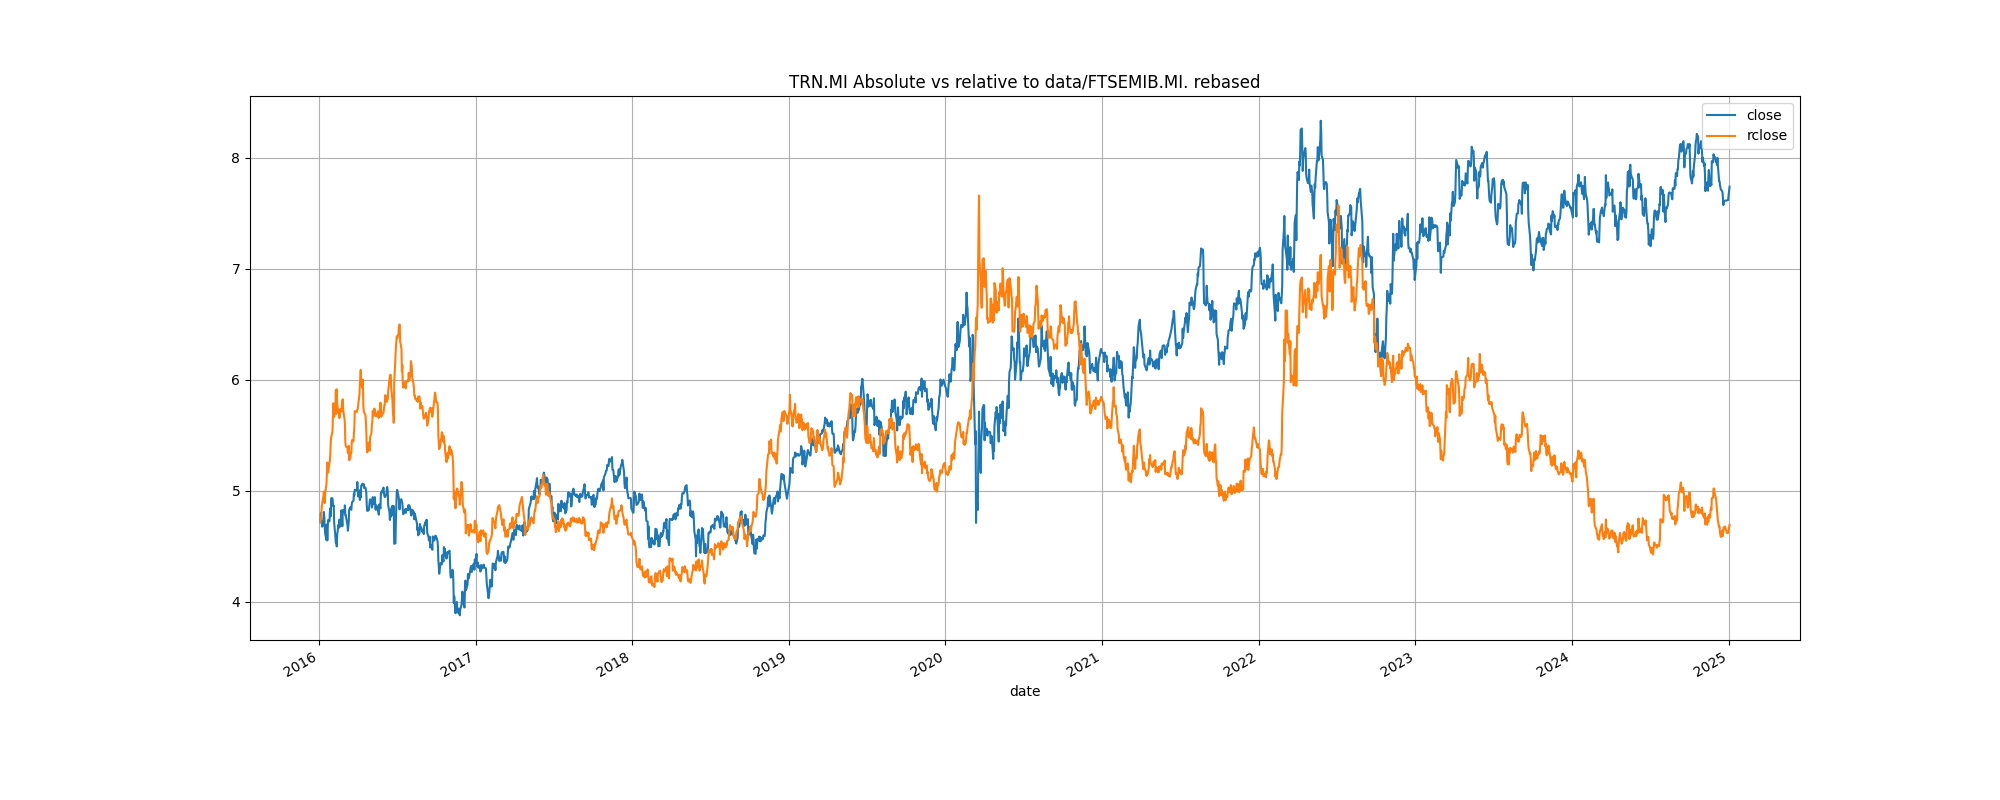 TRN.MI Absolute vs relative to data/FTSEMIB.MI. rebased
close
rclose
8
7
6
5
4
2016 2017 2018 2019 2020 2021 2022 2023 2024 2025
date